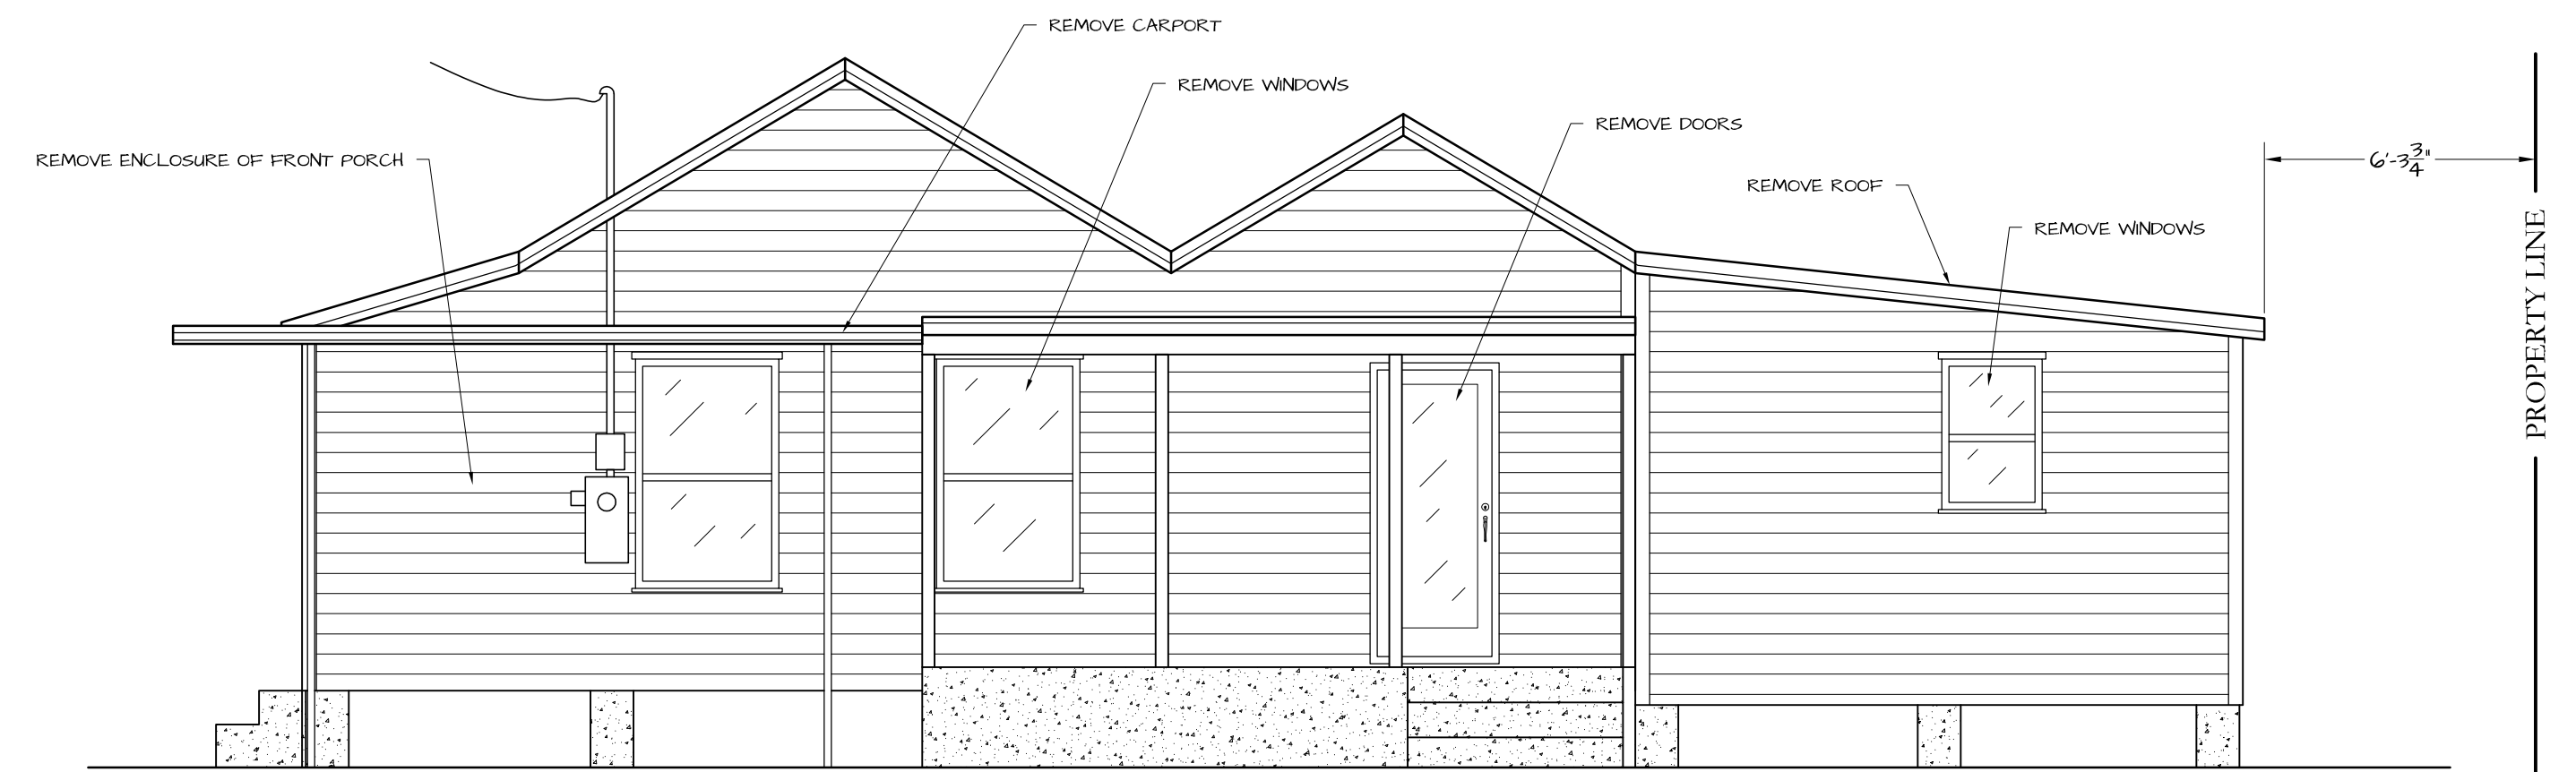 REMOVE CARPORT
REMOVE WINDOWS
REMOVE DOORS
REMOVE ENCLOSURE OF FRONT PORCH
6'-3 3/4"
REMOVE ROOF
REMOVE WINDOWS
PROPERTY LINE